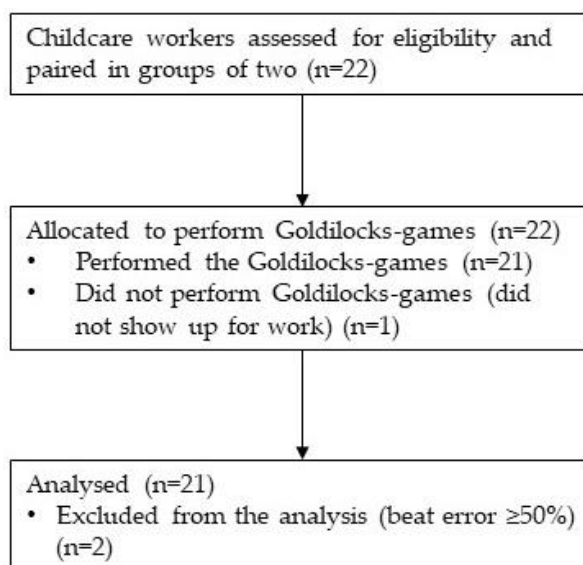 Childcare workers assessed for eligibility and
paired in groups of two (n=22)
Allocated to perform Goldilocks-games (n=22)
• Performed the Goldilocks-games (n=21)
• Did not perform Goldilocks-games (did
not show up for work) (n=1)
Analysed (n=21)
• Excluded from the analysis (beat error ≥50%)
(n=2)